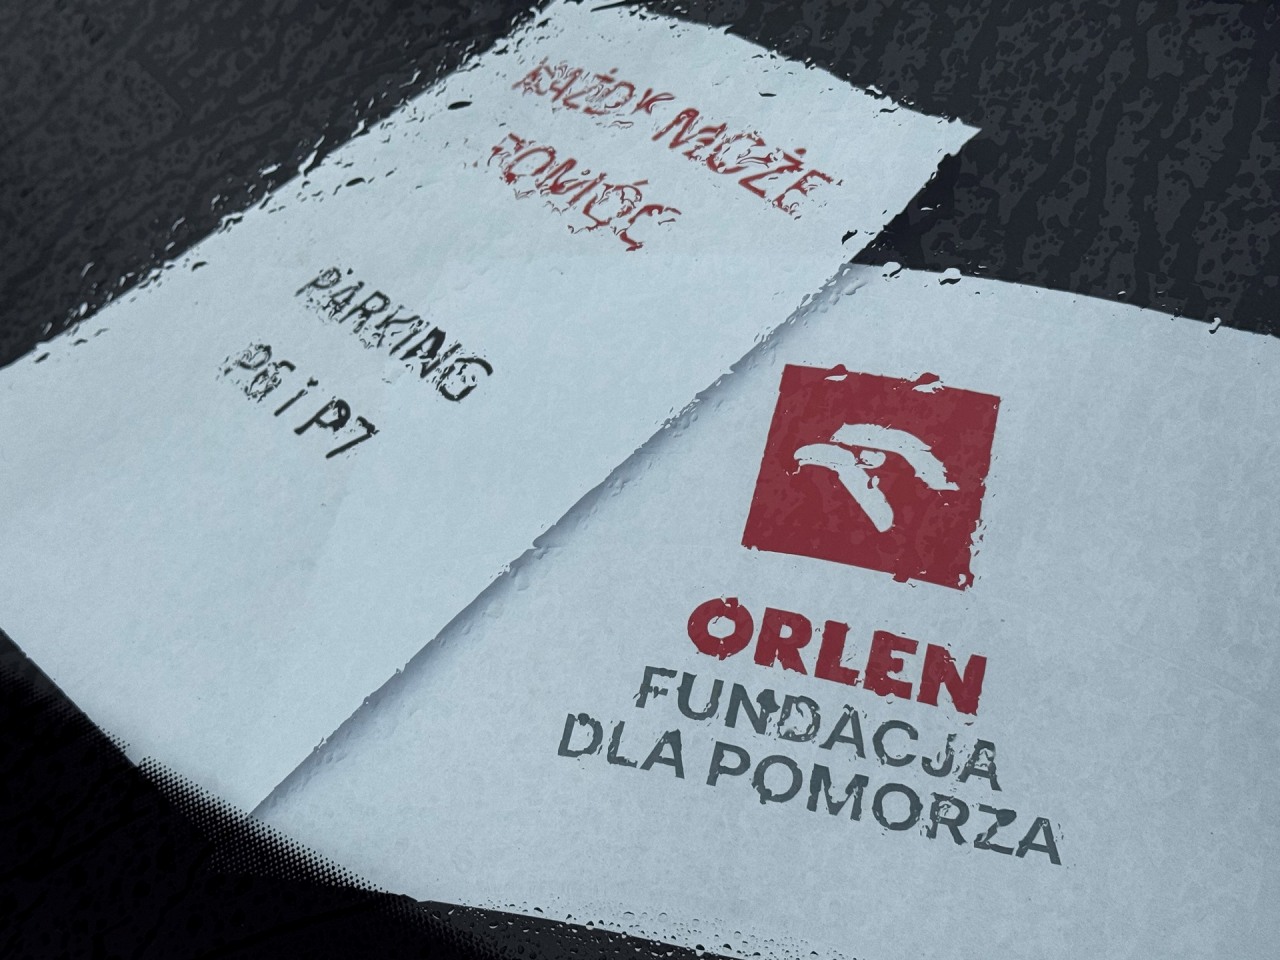 KAŻDY MOŻE
POMÓC
PARKING
P6 i P7
ORLEN
FUNDACJA
DLA POMORZA